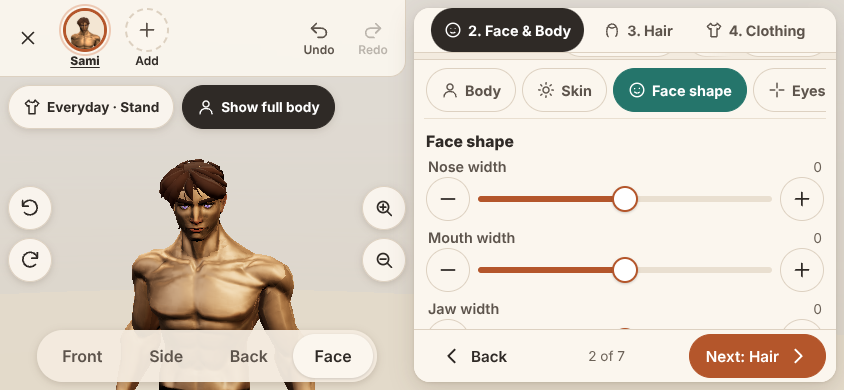 Sami
Add
Undo
Redo
Everyday · Stand
Show full body
Front
Side
Back
Face
2. Face & Body
3. Hair
4. Clothing
Body
Skin
Face shape
Eyes
Face shape
Nose width
0
Mouth width
0
Jaw width
0
Back
2 of 7
Next: Hair